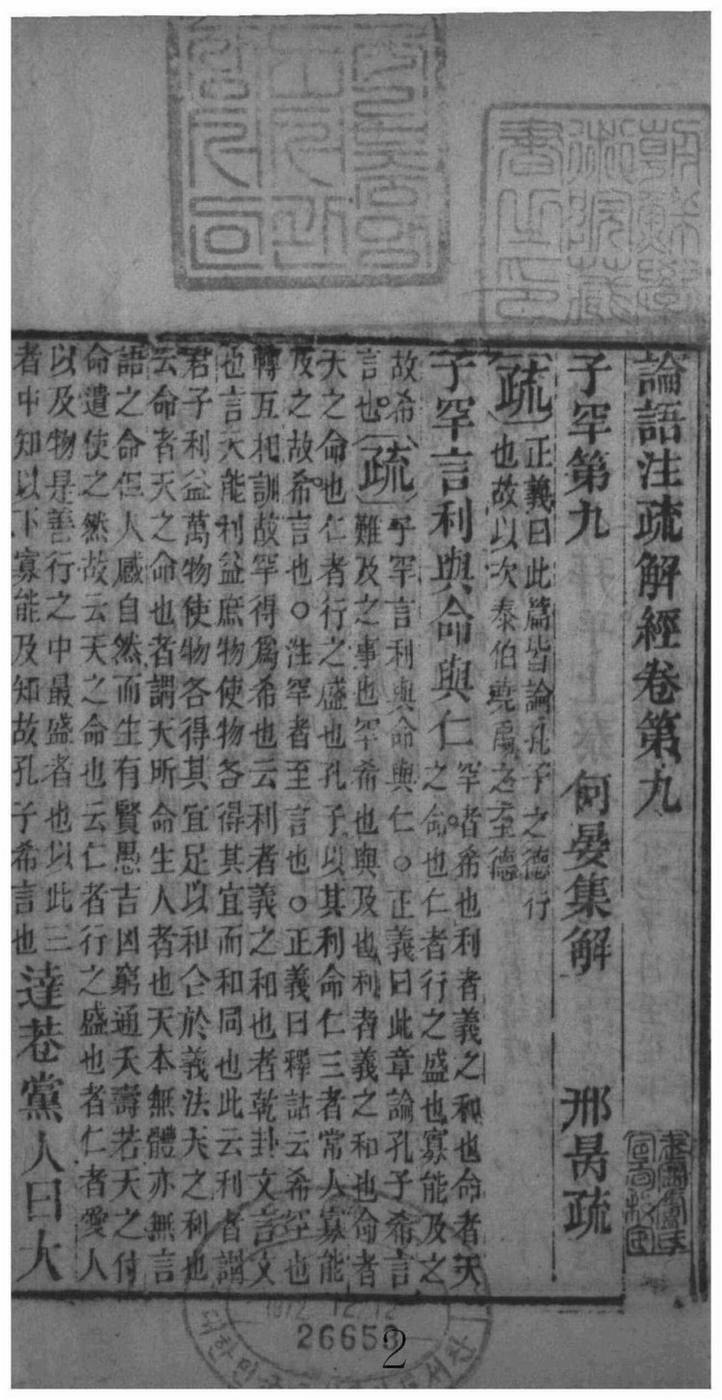 論語注疏解經卷第九
子罕第九 何晏集解 邢昺疏
疏 正義曰此篇皆論孔子之德行
也故以次泰伯堯禹之至德
子罕言利與命與仁 罕者希也利者義之和也命者天
之命也仁者行之盛也寡能及之
故希
言也 疏 子罕言利與命與仁○正義曰此章論孔子希言
難及之事也罕希也與及也利者義之和也命者
天之命也仁者行之盛也孔子以其利命仁三者常人寡能
及之故希言也○注罕者至言也○正義曰釋詁云希罕也
轉互相訓故罕得爲希也云利者義之和也者乾卦文言文
也言天能利益庶物使物各得其宜而和同也此云利者謂
君子利益萬物使物各得其宜足以和合於義法天之利也
云命者天之命也者謂天所命生人者也天本無體亦無言
語之命但人感自然而生有賢愚吉凶窮通夭壽若天之付
命遣使之然故云天之命也云仁者行之盛也者仁者愛人
以及物是善行之中最盛者也以此三
者中知以下寡能及知故孔子希言也 達巷黨人曰大
朝鮮學術院藏書之印
26653
2